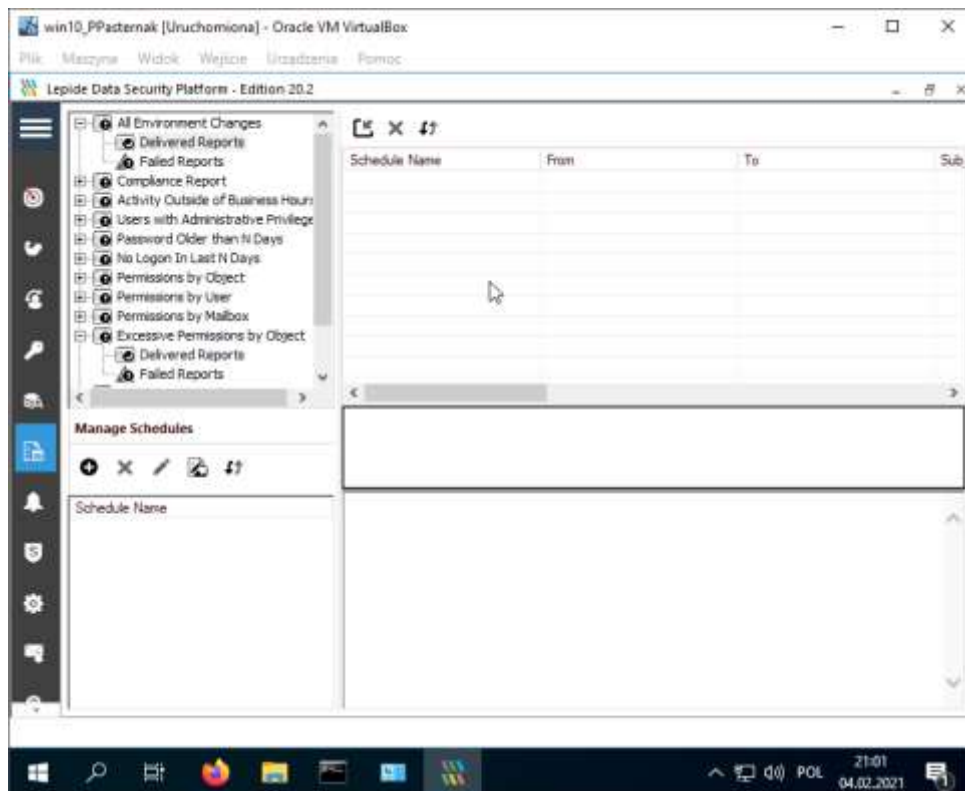 win10_PPasternak [Uruchomiona] - Oracle VM VirtualBox
Plik Maszyna Widok Wejście Urządzenia Pomoc
Lepide Data Security Platform - Edition 20.2
All Environment Changes
Delivered Reports
Failed Reports
Compliance Report
Activity Outside of Business Hours
Users with Administrative Privilege
Password Older than N Days
No Logon In Last N Days
Permissions by Object
Permissions by User
Permissions by Mailbox
Excessive Permissions by Object
Delivered Reports
Failed Reports
Schedule Name From To Sub
Manage Schedules
Schedule Name
POL
21:01
04.02.2021
1